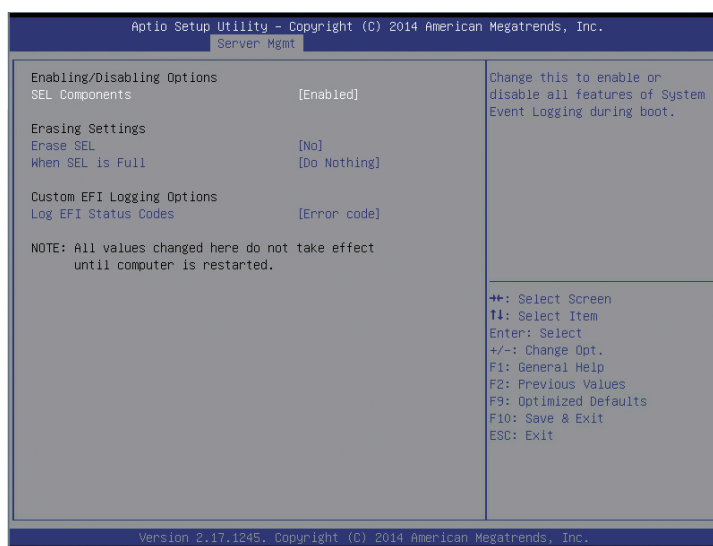 Aptio Setup Utility – Copyright (C) 2014 American Megatrends, Inc.
Server Mgmt
Enabling/Disabling Options
SEL Components [Enabled]
Erasing Settings
Erase SEL [No]
When SEL is Full [Do Nothing]
Custom EFI Logging Options
Log EFI Status Codes [Error code]
NOTE: All values changed here do not take effect
until computer is restarted.
Change this to enable or
disable all features of System
Event Logging during boot.
→←: Select Screen
↑↓: Select Item
Enter: Select
+/-: Change Opt.
F1: General Help
F2: Previous Values
F9: Optimized Defaults
F10: Save & Exit
ESC: Exit
Version 2.17.1245. Copyright (C) 2014 American Megatrends, Inc.